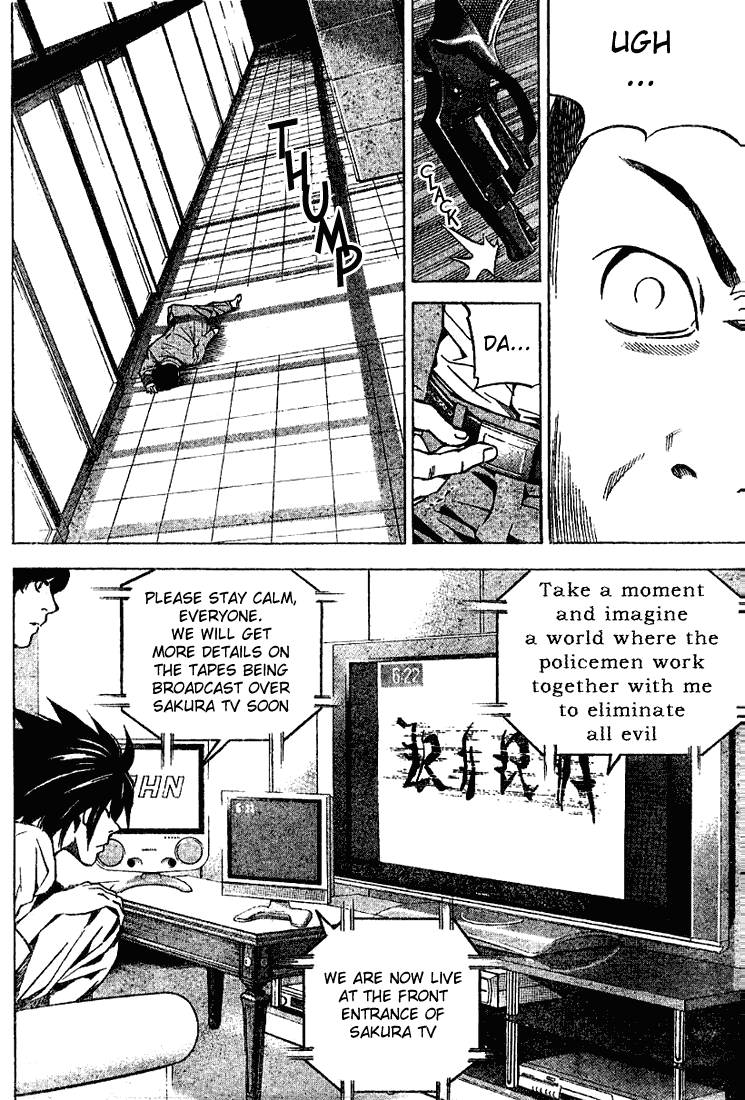 UGH
...
CLACK
DA...
THUMP
PLEASE STAY CALM,
EVERYONE.
WE WILL GET
MORE DETAILS ON
THE TAPES BEING
BROADCAST OVER
SAKURA TV SOON
Take a moment
and imagine
a world where the
policemen work
together with me
to eliminate
all evil
6:22
KIRA
NHN
WE ARE NOW LIVE
AT THE FRONT
ENTRANCE OF
SAKURA TV